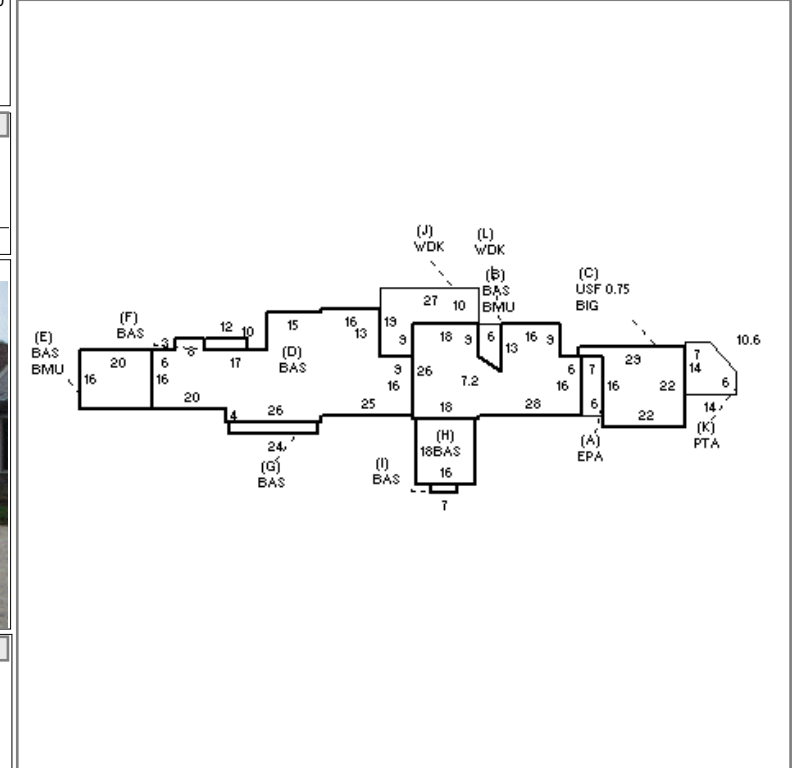 (J)
WDK
(L)
WDK
(B)
BAS
BMU
(C)
USF 0.75
BIG
(F)
BAS
(E)
BAS
BMU
27
10
12
10
15
16
13
19
9
18
9
6
13
16
9
10.6
3
8
20
6
17
(D)
BAS
16
16
9
16
26
7.2
6
16
7
29
7
14
16
22
6
20
4
26
25
18
28
6
22
14
(K)
PTA
(A)
EPA
24
(G)
BAS
(H)
18BAS
16
(I)
BAS
7